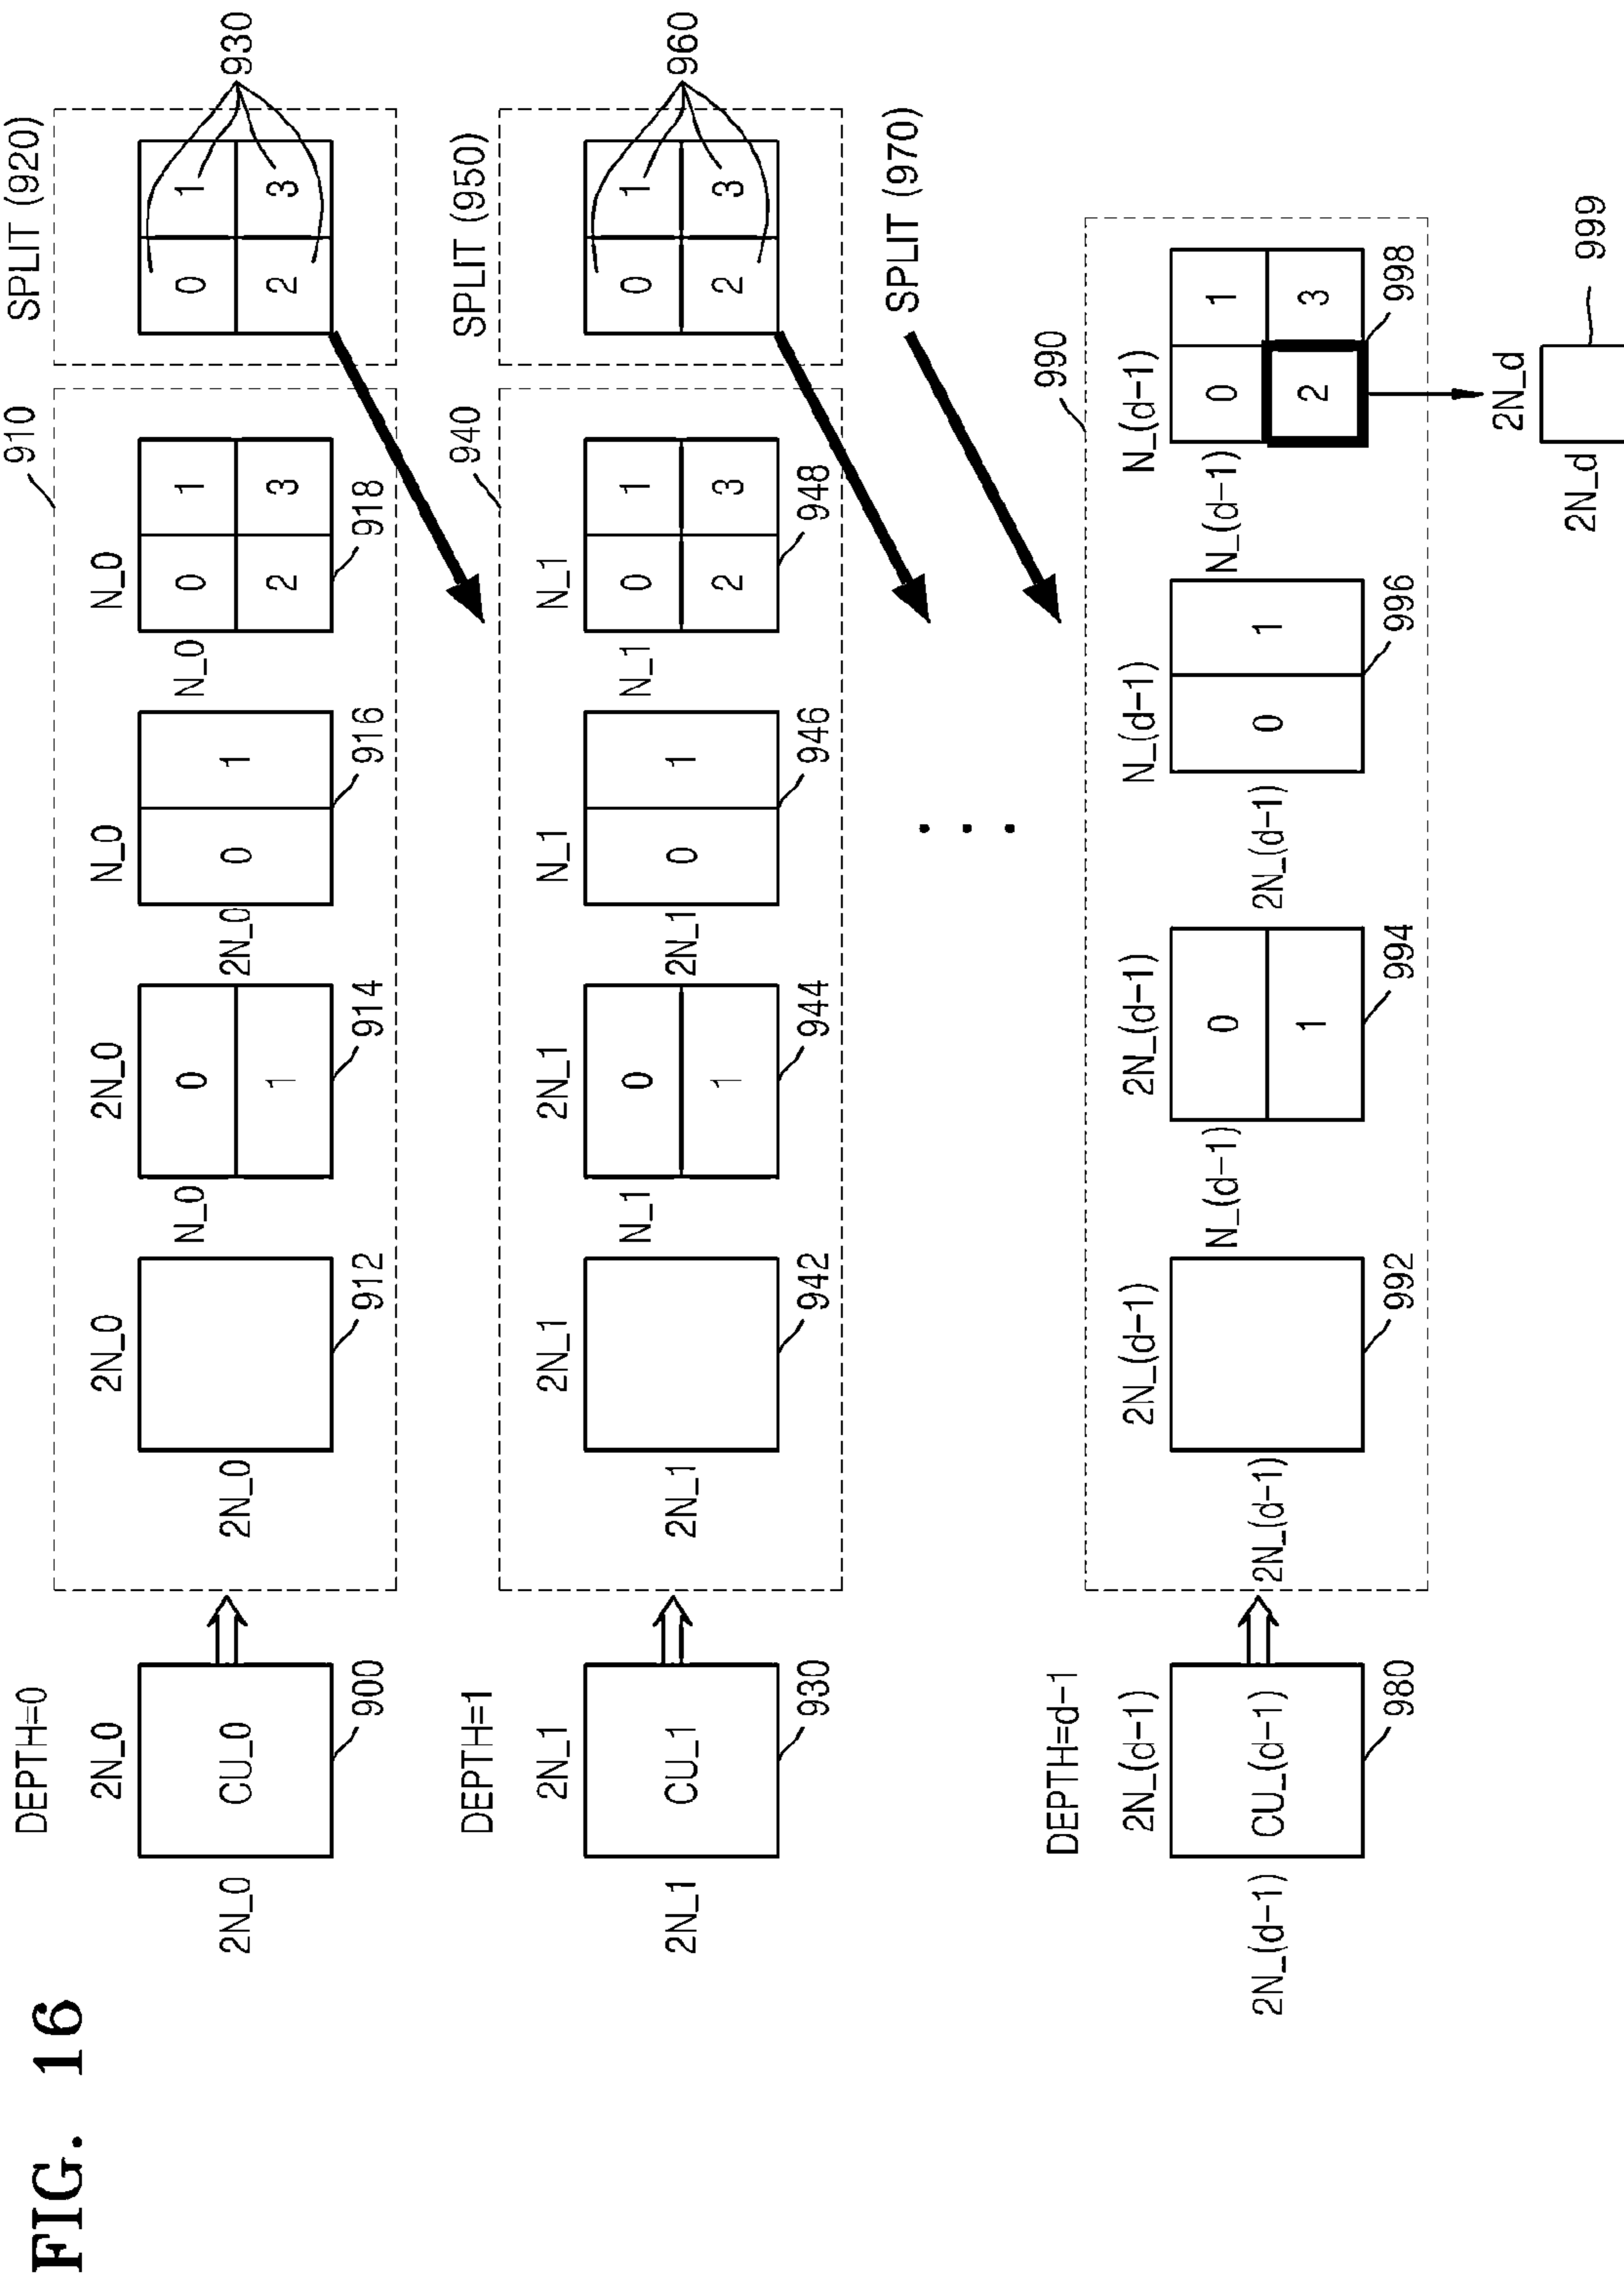 FIG. 16
DEPTH=0
2N_0
2N_0
CU_0
900
910
2N_0
2N_0
912
2N_0
N_0
0
1
914
N_0
2N_0
0
1
916
N_0
N_0
0
1
2
3
918
SPLIT (920)
0
1
2
3
930
DEPTH=1
2N_1
2N_1
CU_1
930
940
2N_1
2N_1
942
2N_1
N_1
0
1
944
N_1
2N_1
0
1
946
N_1
N_1
0
1
2
3
948
SPLIT (950)
0
1
2
3
960
SPLIT (970)
DEPTH=d-1
2N_(d-1)
2N_(d-1)
CU_(d-1)
980
990
2N_(d-1)
2N_(d-1)
992
2N_(d-1)
N_(d-1)
0
1
994
N_(d-1)
2N_(d-1)
0
1
996
N_(d-1)
N_(d-1)
0
1
2
3
998
2N_d
2N_d
999